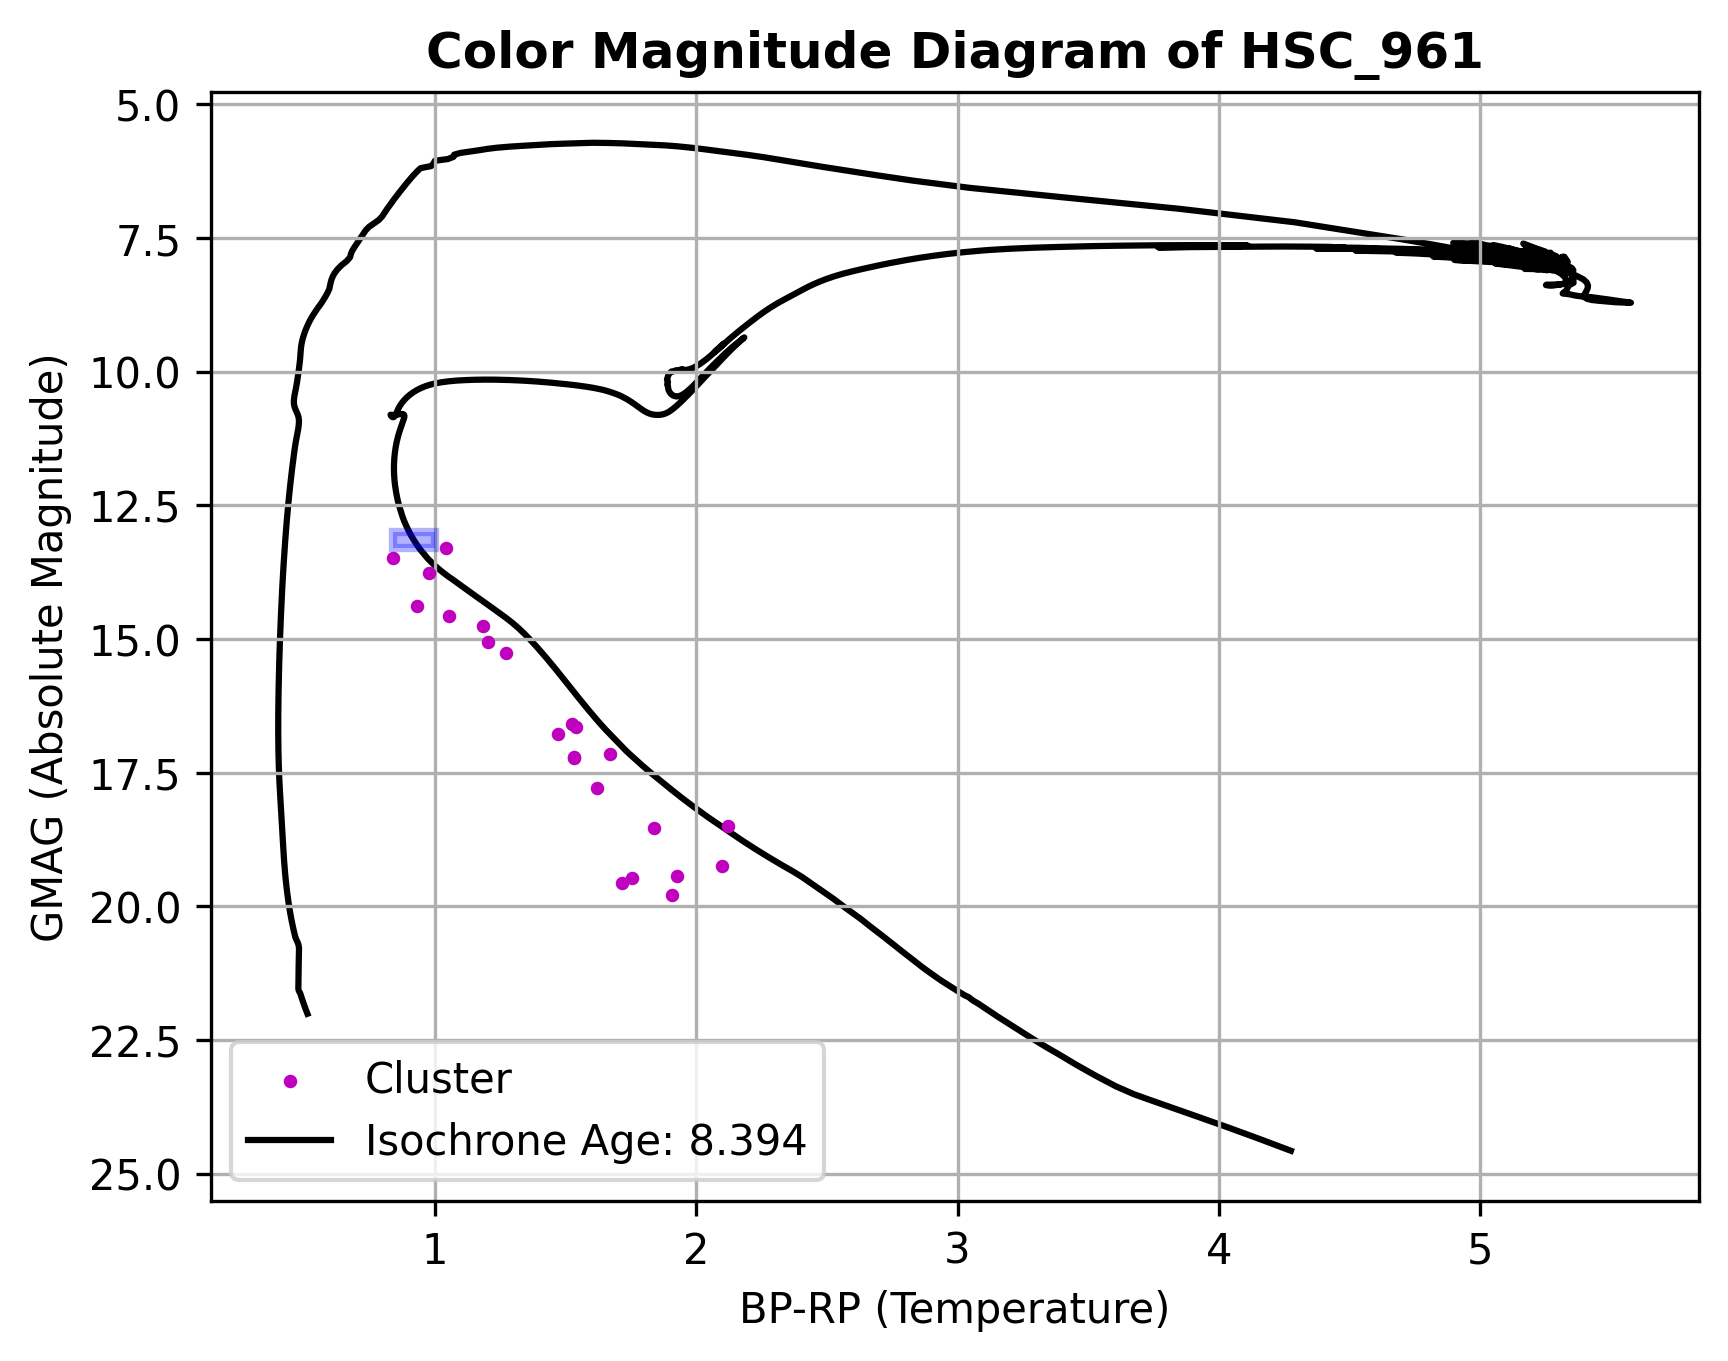 Color Magnitude Diagram of HSC_961
GMAG (Absolute Magnitude)
5.0
7.5
10.0
12.5
15.0
17.5
20.0
22.5
25.0
Cluster
Isochrone Age: 8.394
1 2 3 4 5
BP-RP (Temperature)